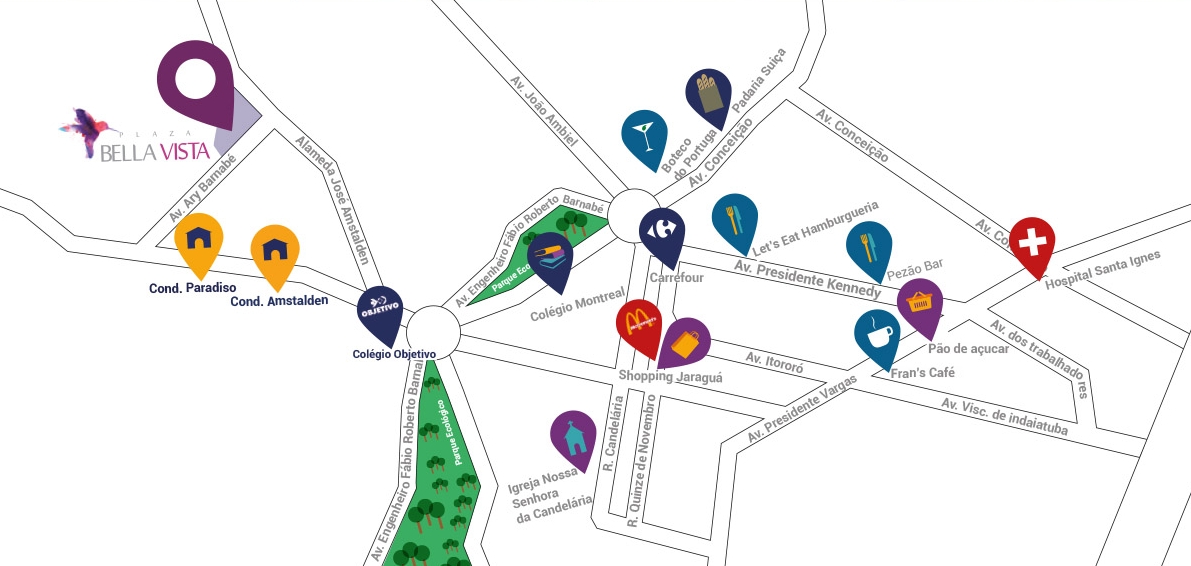 PLAZA
BELLA VISTA
Av. Ary Barnabé
Alameda José Amstalden
Av. João Ambiel
Boteco
do Portuga
Padaria Suiça
Av. Conceição
Av. Conceição
Av. Co
Av. Engenheiro Fábio Roberto Barnabé
Parque Eco
Let's Eat Hamburgueria
Pezão Bar
Hospital Santa Ignes
Cond. Paradiso
Cond. Amstalden
OBJETIVO
Colégio Objetivo
Colégio Montreal
Carrefour
Av. Presidente Kennedy
Shopping Jaraguá
Av. Itororó
Pão de açucar
Fran's Café
Av. dos trabalhado res
Av. Presidente Vargas
Av. Visc. de indaiatuba
Av. Engenheiro Fábio Roberto Barna
Parque Ecológico
Igreja Nossa
Senhora
da Candelária
R. Candelária
R. Quinze de Novembro